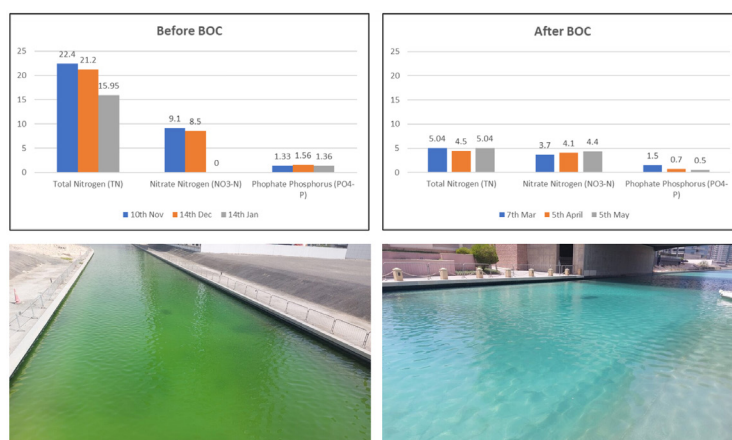 Before BOC
25
20
15
10
5
0
22.4
21.2
15.95
9.1
8.5
0
1.33
1.56
1.36
Total Nitrogen (TN)
Nitrate Nitrogen (NO3-N)
Phophate Phosphorus (PO4-
P)
10th Nov
14th Dec
14th Jan
After BOC
25
20
15
10
5
0
5.04
4.5
5.04
3.7
4.1
4.4
1.5
0.7
0.5
Total Nitrogen (TN)
Nitrate Nitrogen (NO3-N)
Phophate Phosphorus (PO4-
P)
7th Mar
5th April
5th May